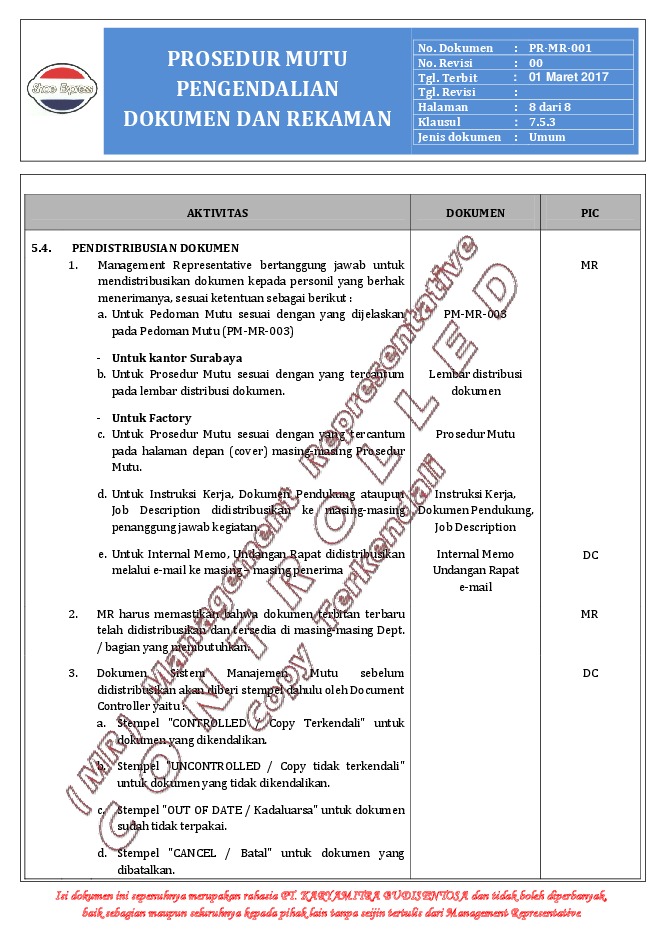 Shoes Express
PROSEDUR MUTU
PENGENDALIAN
DOKUMEN DAN REKAMAN
No. Dokumen : PR-MR-001
No. Revisi : 00
Tgl. Terbit : 01 Maret 2017
Tgl. Revisi :
Halaman : 8 dari 8
Klausul : 7.5.3
Jenis dokumen : Umum
AKTIVITAS DOKUMEN PIC
5.4. PENDISTRIBUSIAN DOKUMEN
1. Management Representative bertanggung jawab untuk MR
mendistribusikan dokumen kepada personil yang berhak
menerimanya, sesuai ketentuan sebagai berikut :
a. Untuk Pedoman Mutu sesuai dengan yang dijelaskan PM-MR-003
pada Pedoman Mutu (PM-MR-003)
- Untuk kantor Surabaya
b. Untuk Prosedur Mutu sesuai dengan yang tercantum Lembar distribusi
pada lembar distribusi dokumen. dokumen
- Untuk Factory
c. Untuk Prosedur Mutu sesuai dengan yang tercantum Prosedur Mutu
pada halaman depan (cover) masing-masing Prosedur
Mutu.
d. Untuk Instruksi Kerja, Dokumen Pendukung ataupun Instruksi Kerja,
Job Description didistribusikan ke masing-masing Dokumen Pendukung,
penanggung jawab kegiatan. Job Description
e. Untuk Internal Memo, Undangan Rapat didistribusikan Internal Memo DC
melalui e-mail ke masing – masing penerima Undangan Rapat
e-mail
2. MR harus memastikan bahwa dokumen terbitan terbaru MR
telah didistribusikan dan tersedia di masing-masing Dept.
/ bagian yang membutuhkan.
3. Dokumen Sistem Manajemen Mutu sebelum DC
didistribusikan akan diberi stempel dahulu oleh Document
Controller yaitu :
a. Stempel "CONTROLLED / Copy Terkendali" untuk
dokumen yang dikendalikan.
b. Stempel "UNCONTROLLED / Copy tidak terkendali"
untuk dokumen yang tidak dikendalikan.
c. Stempel "OUT OF DATE / Kadaluarsa" untuk dokumen
sudah tidak terpakai.
d. Stempel "CANCEL / Batal" untuk dokumen yang
dibatalkan.
(MR) Management Representative
CONTROLLED
Copy Terkendali
Isi dokumen ini sepenuhnya merupakan rahasia PT. KARYAMITRA BUDISENTOSA dan tidak boleh diperbanyak,
baik sebagian maupun seluruhnya kepada pihak lain tanpa seijin tertulis dari Management Representative